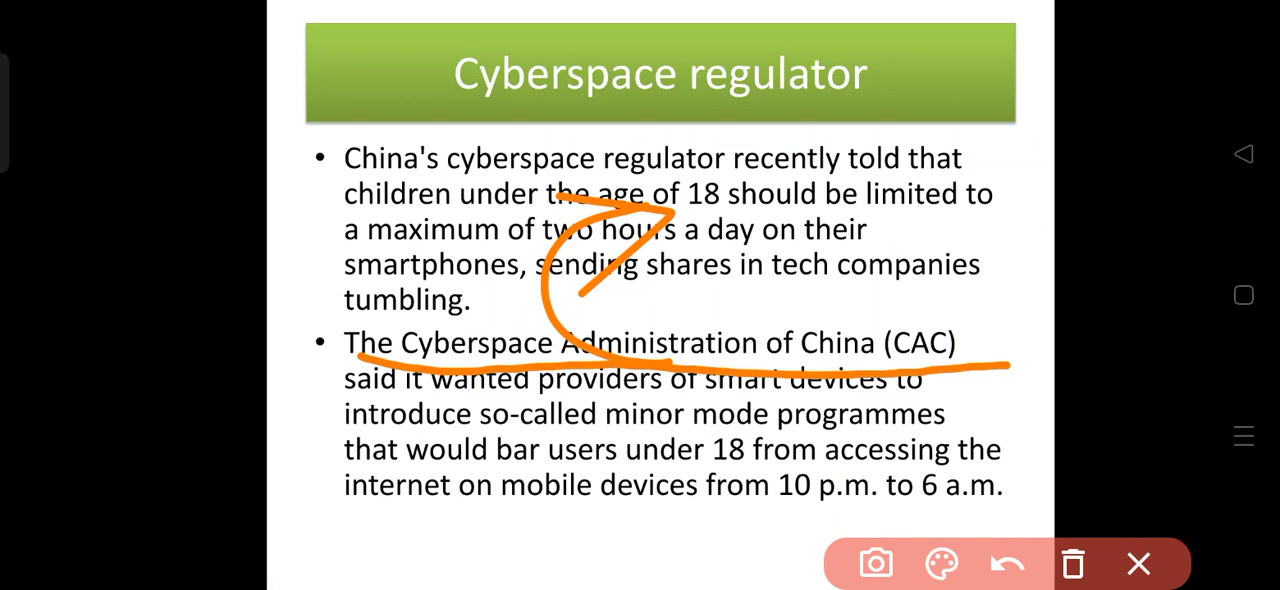 Cyberspace regulator
• China's cyberspace regulator recently told that
children under the age of 18 should be limited to
a maximum of two hours a day on their
smartphones, sending shares in tech companies
tumbling.
• The Cyberspace Administration of China (CAC)
said it wanted providers of smart devices to
introduce so-called minor mode programmes
that would bar users under 18 from accessing the
internet on mobile devices from 10 p.m. to 6 a.m.